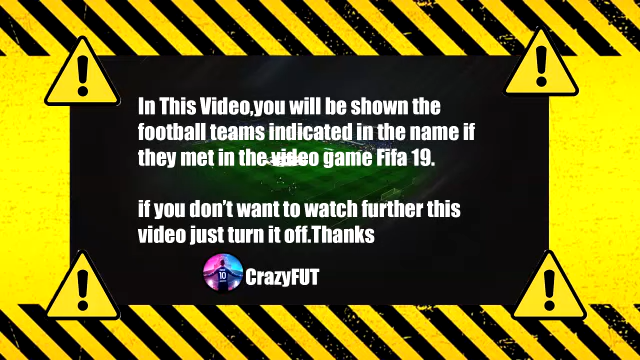 In This Video,you will be shown the
football teams indicated in the name if
they met in the video game Fifa 19.
if you don't want to watch further this
video just turn it off.Thanks
10
CrazyFUT